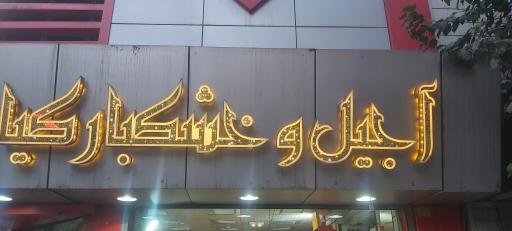 آجیل و خشکبار کیا